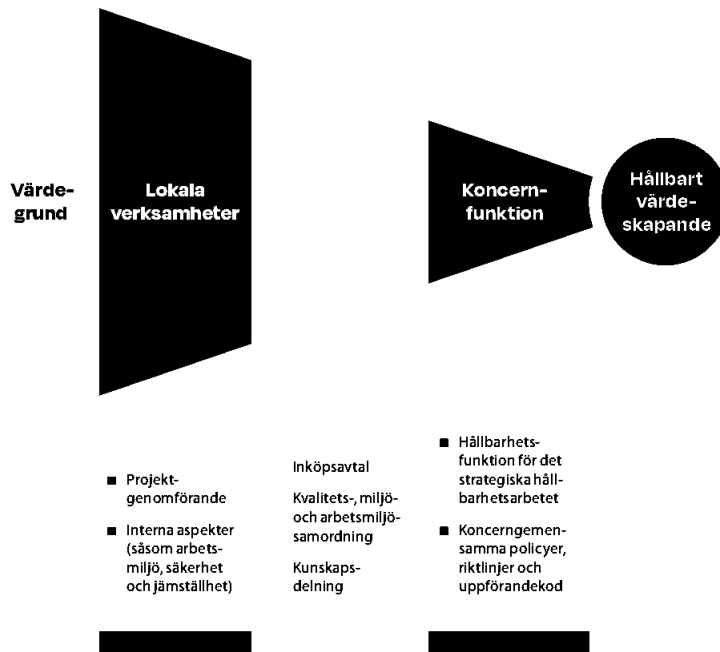 Värde-
grund
Lokala
verksamheter
Koncern-
funktion
Hållbart
värde-
skapande
■ Projekt-
genomförande
■ Interna aspekter
(såsom arbets-
miljö, säkerhet
och jämställhet)
Inköpsavtal
Kvalitets-, miljö-
och arbetsmiljö-
samordning
Kunskaps-
delning
■ Hållbarhets-
funktion för det
strategiska håll-
barhetsarbetet
■ Koncerngemen-
samma policyer,
riktlinjer och
uppförandekod